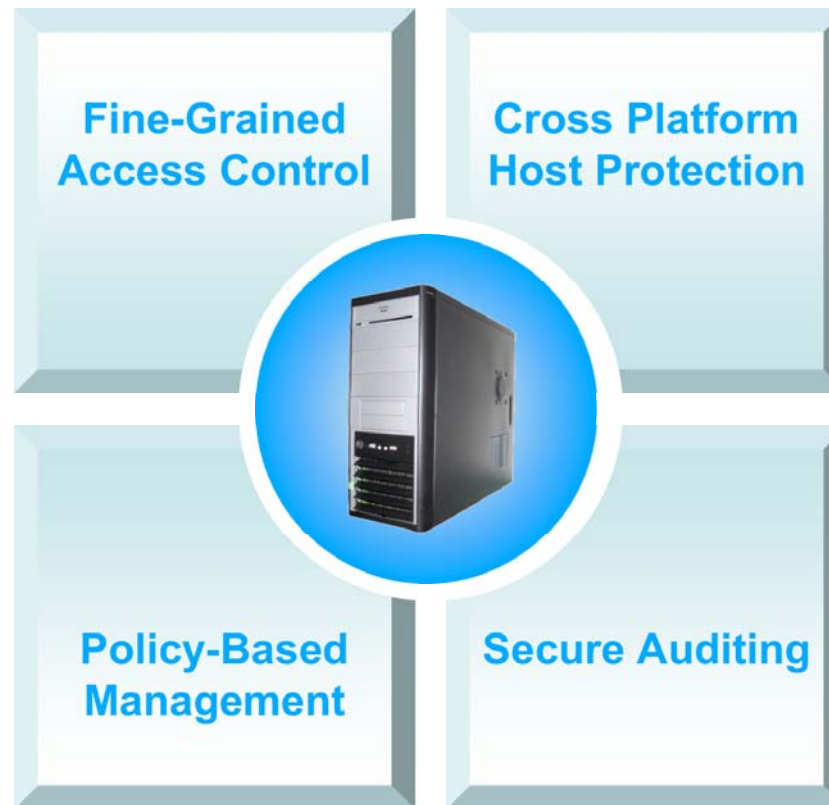 Fine-Grained
Access Control
Cross Platform
Host Protection
Policy-Based
Management
Secure Auditing